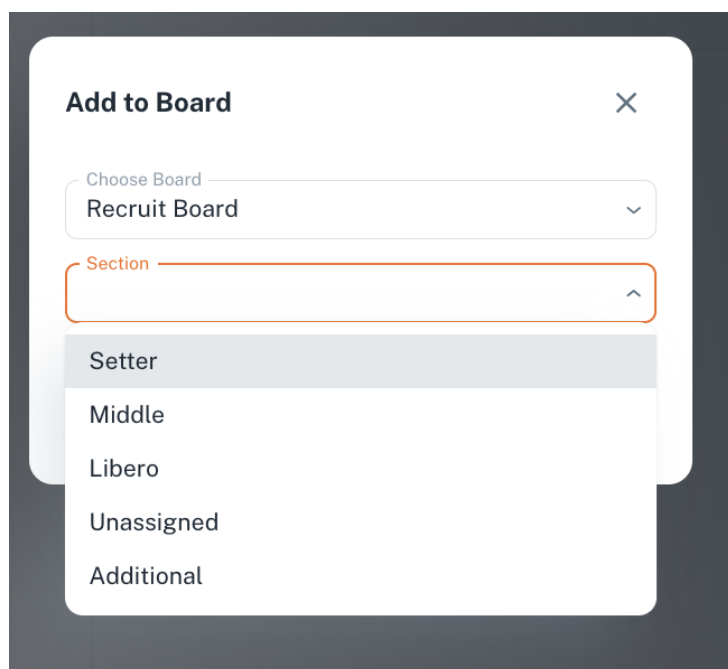 Add to Board
Choose Board
Recruit Board
Section
Setter
Middle
Libero
Unassigned
Additional